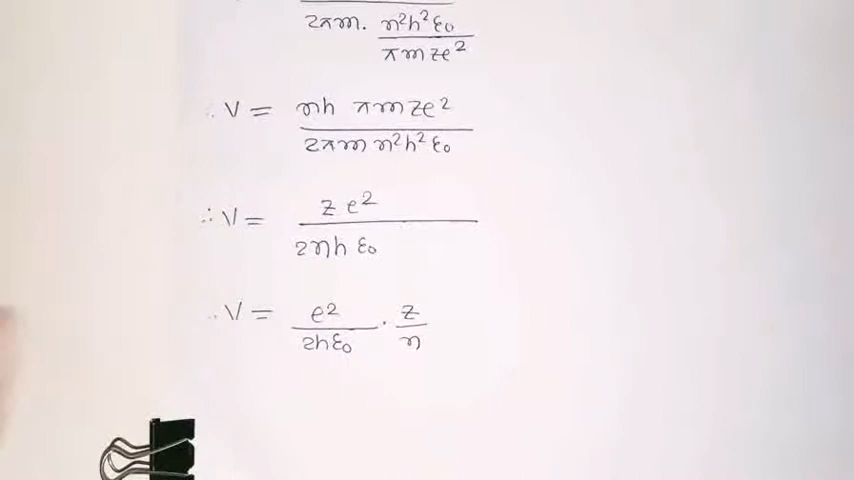 2πm. n²h²ε₀
πmze²
∴ V = nh πmze²
2πm n²h²ε₀
∴ V = ze²
2nh ε₀
∴ V = e² . z
2hε₀ n